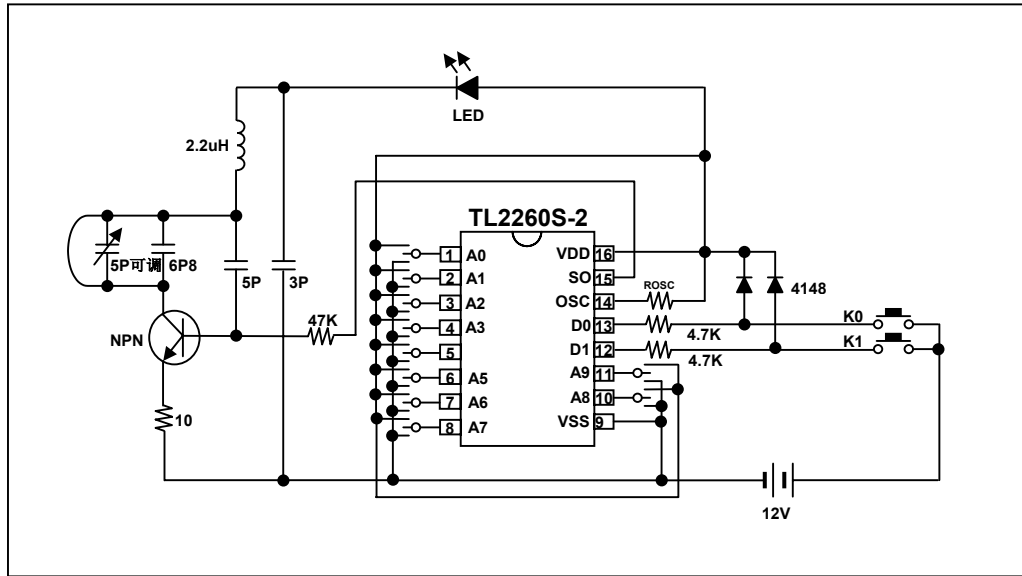 LED
2.2uH
TL2260S-2
5P可调
6P8
5P
3P
47K
NPN
10
1 A0
2 A1
3 A2
4 A3
5
6 A5
7 A6
8 A7
VDD 16
SO 15
OSC 14
D0 13
D1 12
A9 11
A8 10
VSS 9
ROSC
4.7K
4.7K
4148
K0
K1
12V